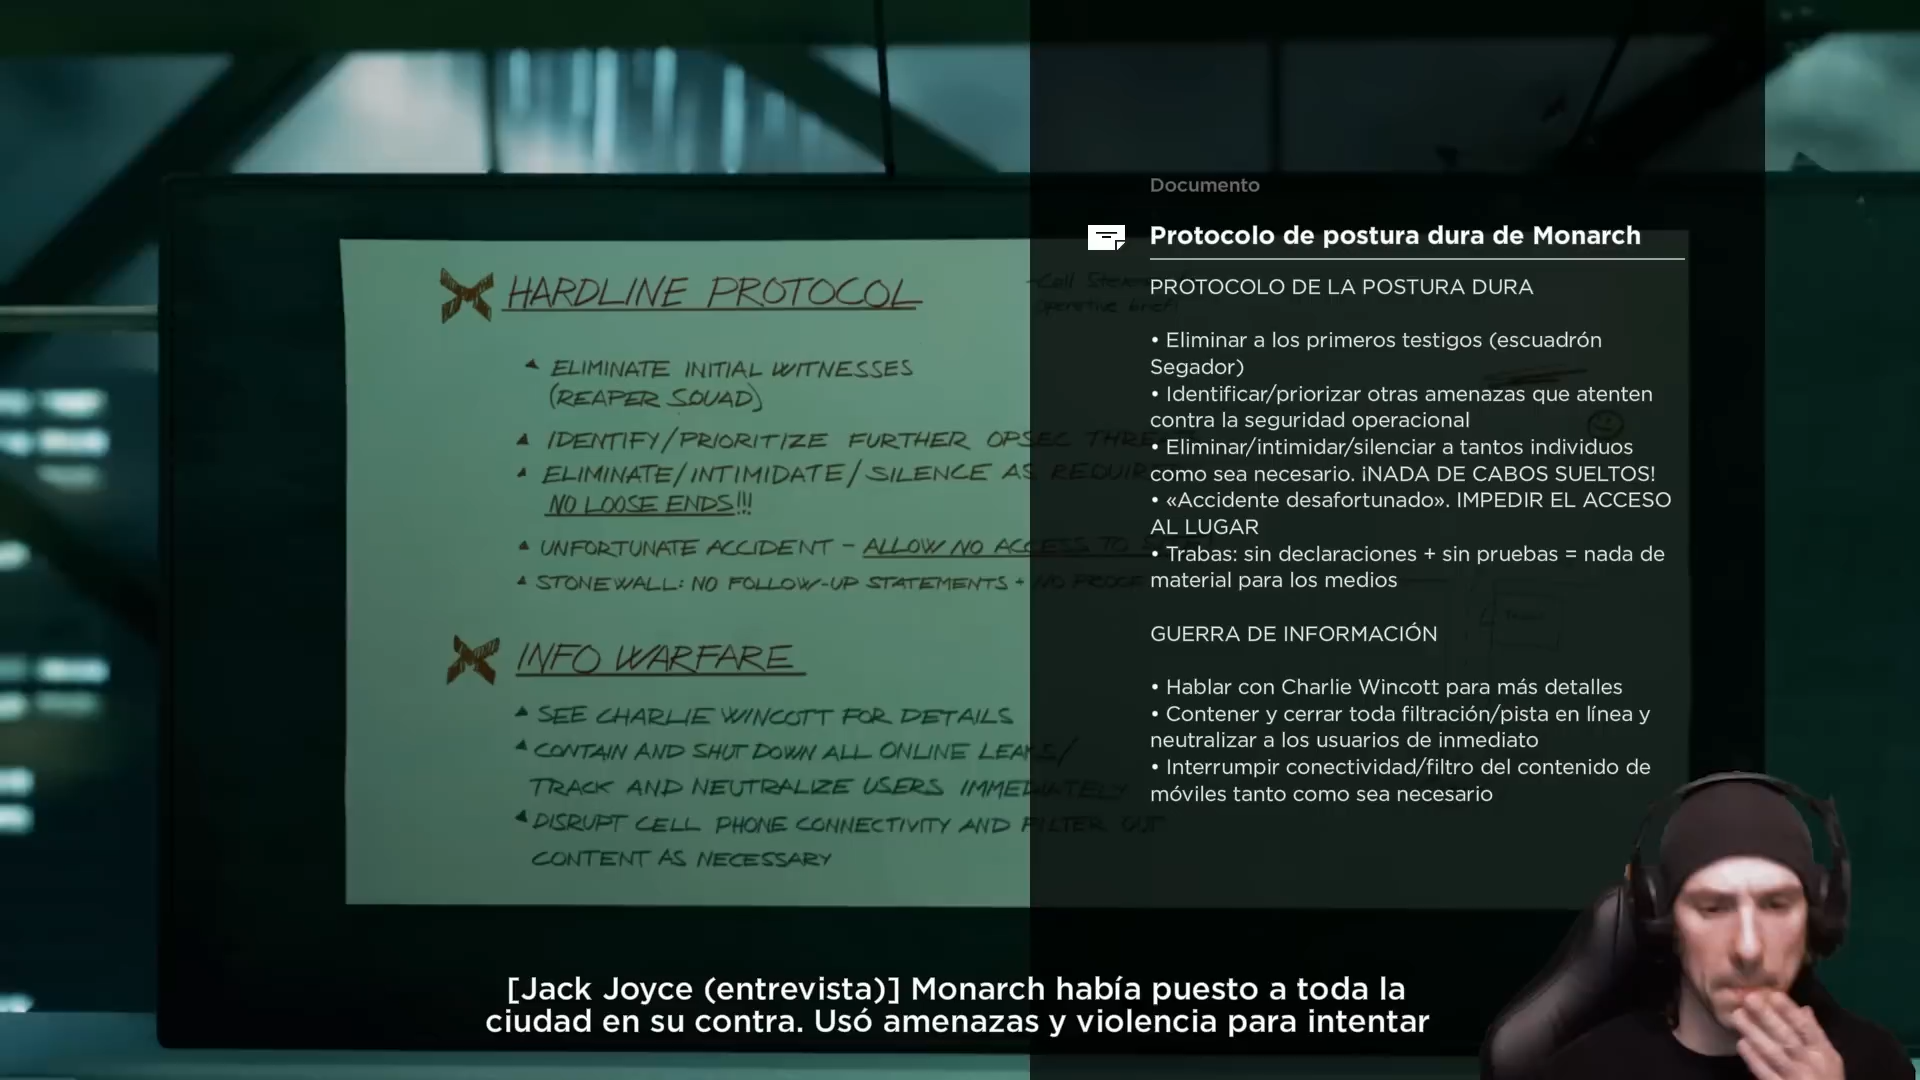 HARDLINE PROTOCOL
ELIMINATE INITIAL WITNESSES
(REAPER SQUAD)
IDENTIFY/PRIORITIZE FURTHER OPSEC
ELIMINATE/INTIMIDATE/SILENCE AS
NO LOOSE ENDS!!!
UNFORTUNATE ACCIDENT - ALLOW NO ACCESS TO
STONEWALL: NO FOLLOW-UP STATEMENTS + NO PROOF
INFO WARFARE
SEE CHARLIE WINCOTT FOR DETAILS
CONTAIN AND SHUT DOWN ALL ONLINE LEAKS/
TRACK AND NEUTRALIZE USERS IMMEDIATELY
DISRUPT CELL PHONE CONNECTIVITY AND FILTER OUT
CONTENT AS NECESSARY
Documento
Protocolo de postura dura de Monarch
PROTOCOLO DE LA POSTURA DURA
• Eliminar a los primeros testigos (escuadrón
Segador)
• Identificar/priorizar otras amenazas que atenten
contra la seguridad operacional
• Eliminar/intimidar/silenciar a tantos individuos
como sea necesario. ¡NADA DE CABOS SUELTOS!
• «Accidente desafortunado». IMPEDIR EL ACCESO
AL LUGAR
• Trabas: sin declaraciones + sin pruebas = nada de
material para los medios
GUERRA DE INFORMACIÓN
• Hablar con Charlie Wincott para más detalles
• Contener y cerrar toda filtración/pista en línea y
neutralizar a los usuarios de inmediato
• Interrumpir conectividad/filtro del contenido de
móviles tanto como sea necesario
[Jack Joyce (entrevista)] Monarch había puesto a toda la
ciudad en su contra. Usó amenazas y violencia para intentar